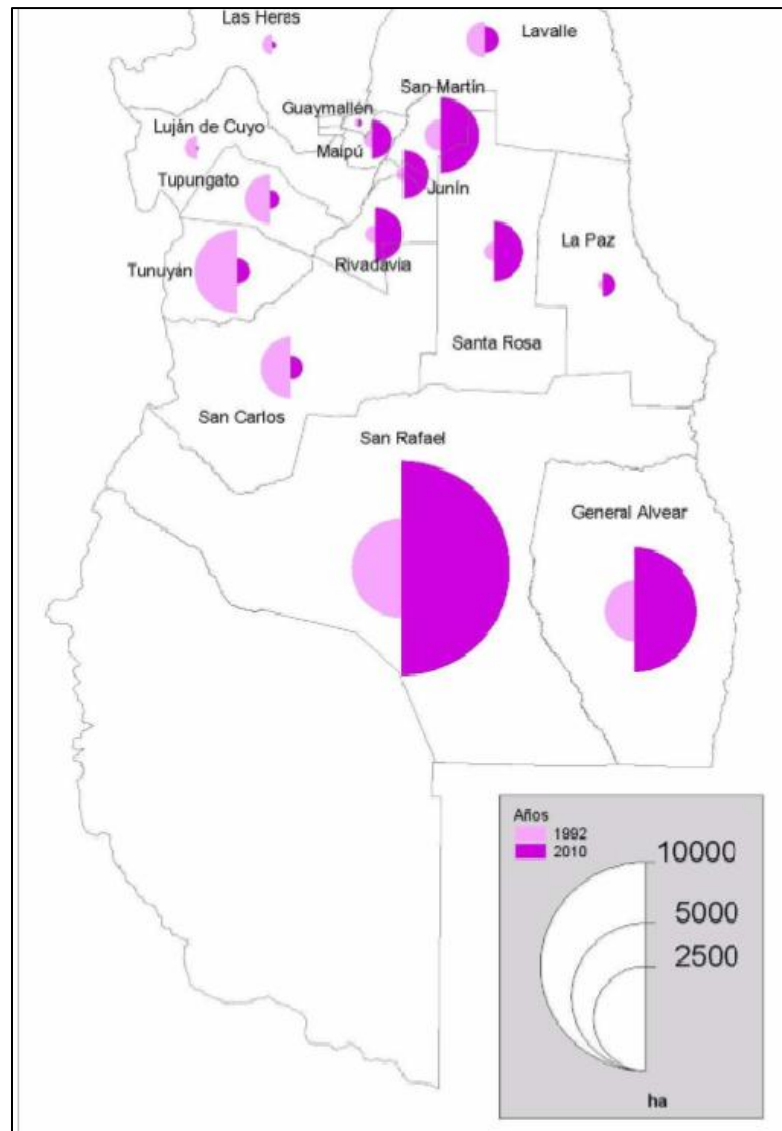 Las Heras
Lavalle
San Martín
Guaymallén
Luján de Cuyo
Maipú
Tupungato
Junín
La Paz
Rivadavia
Tunuyán
Santa Rosa
San Carlos
San Rafael
General Alvear
Años
1992
2010
10000
5000
2500
ha